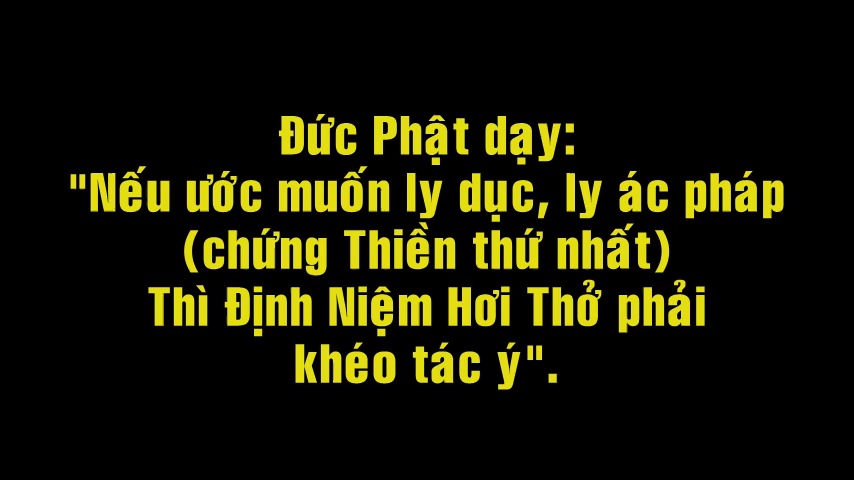 Đức Phật dạy:
"Nếu ước muốn ly dục, ly ác pháp
(chứng Thiền thứ nhất)
Thì Định Niệm Hơi Thở phải
khéo tác ý".